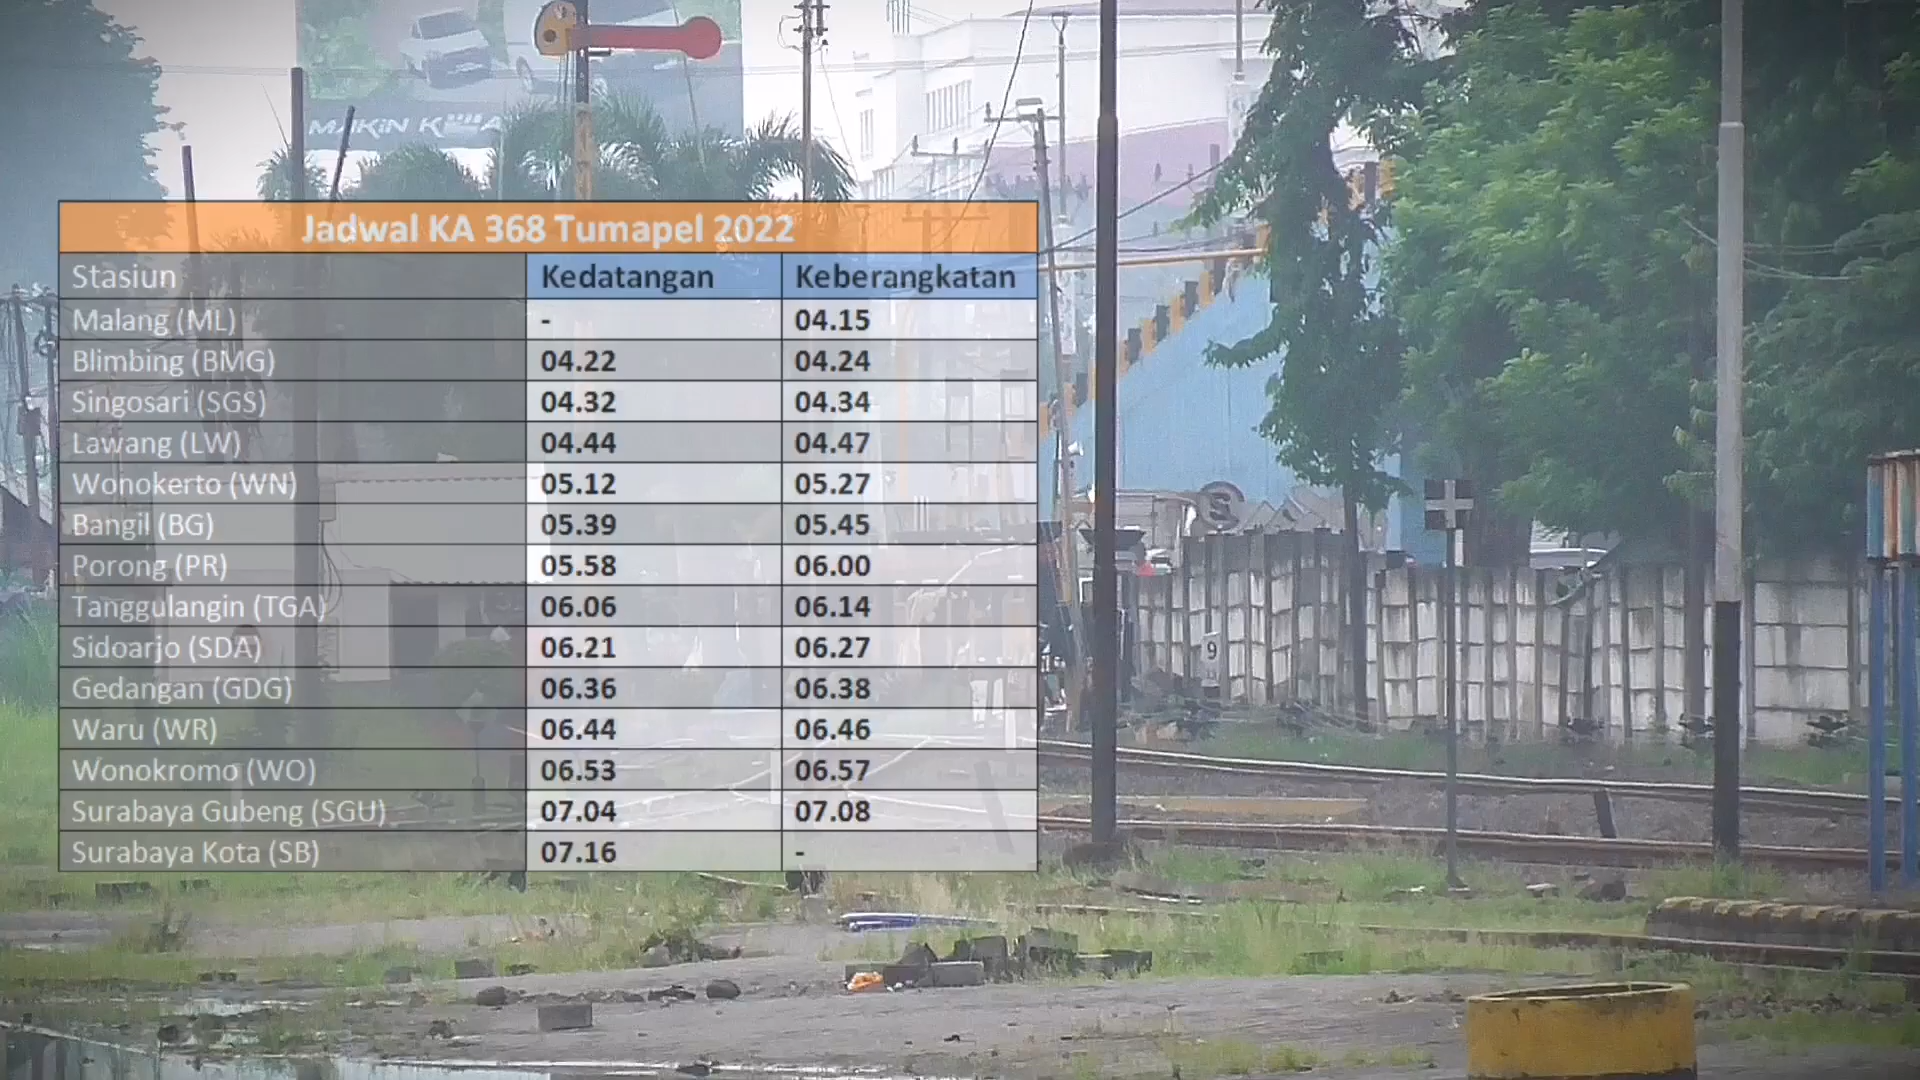 MAKIN K
Jadwal KA 368 Tumapel 2022
Stasiun Kedatangan Keberangkatan
Malang (ML) - 04.15
Blimbing (BMG) 04.22 04.24
Singosari (SGS) 04.32 04.34
Lawang (LW) 04.44 04.47
Wonokerto (WN) 05.12 05.27
Bangil (BG) 05.39 05.45
Porong (PR) 05.58 06.00
Tanggulangin (TGA) 06.06 06.14
Sidoarjo (SDA) 06.21 06.27
Gedangan (GDG) 06.36 06.38
Waru (WR) 06.44 06.46
Wonokromo (WO) 06.53 06.57
Surabaya Gubeng (SGU) 07.04 07.08
Surabaya Kota (SB) 07.16 -
9